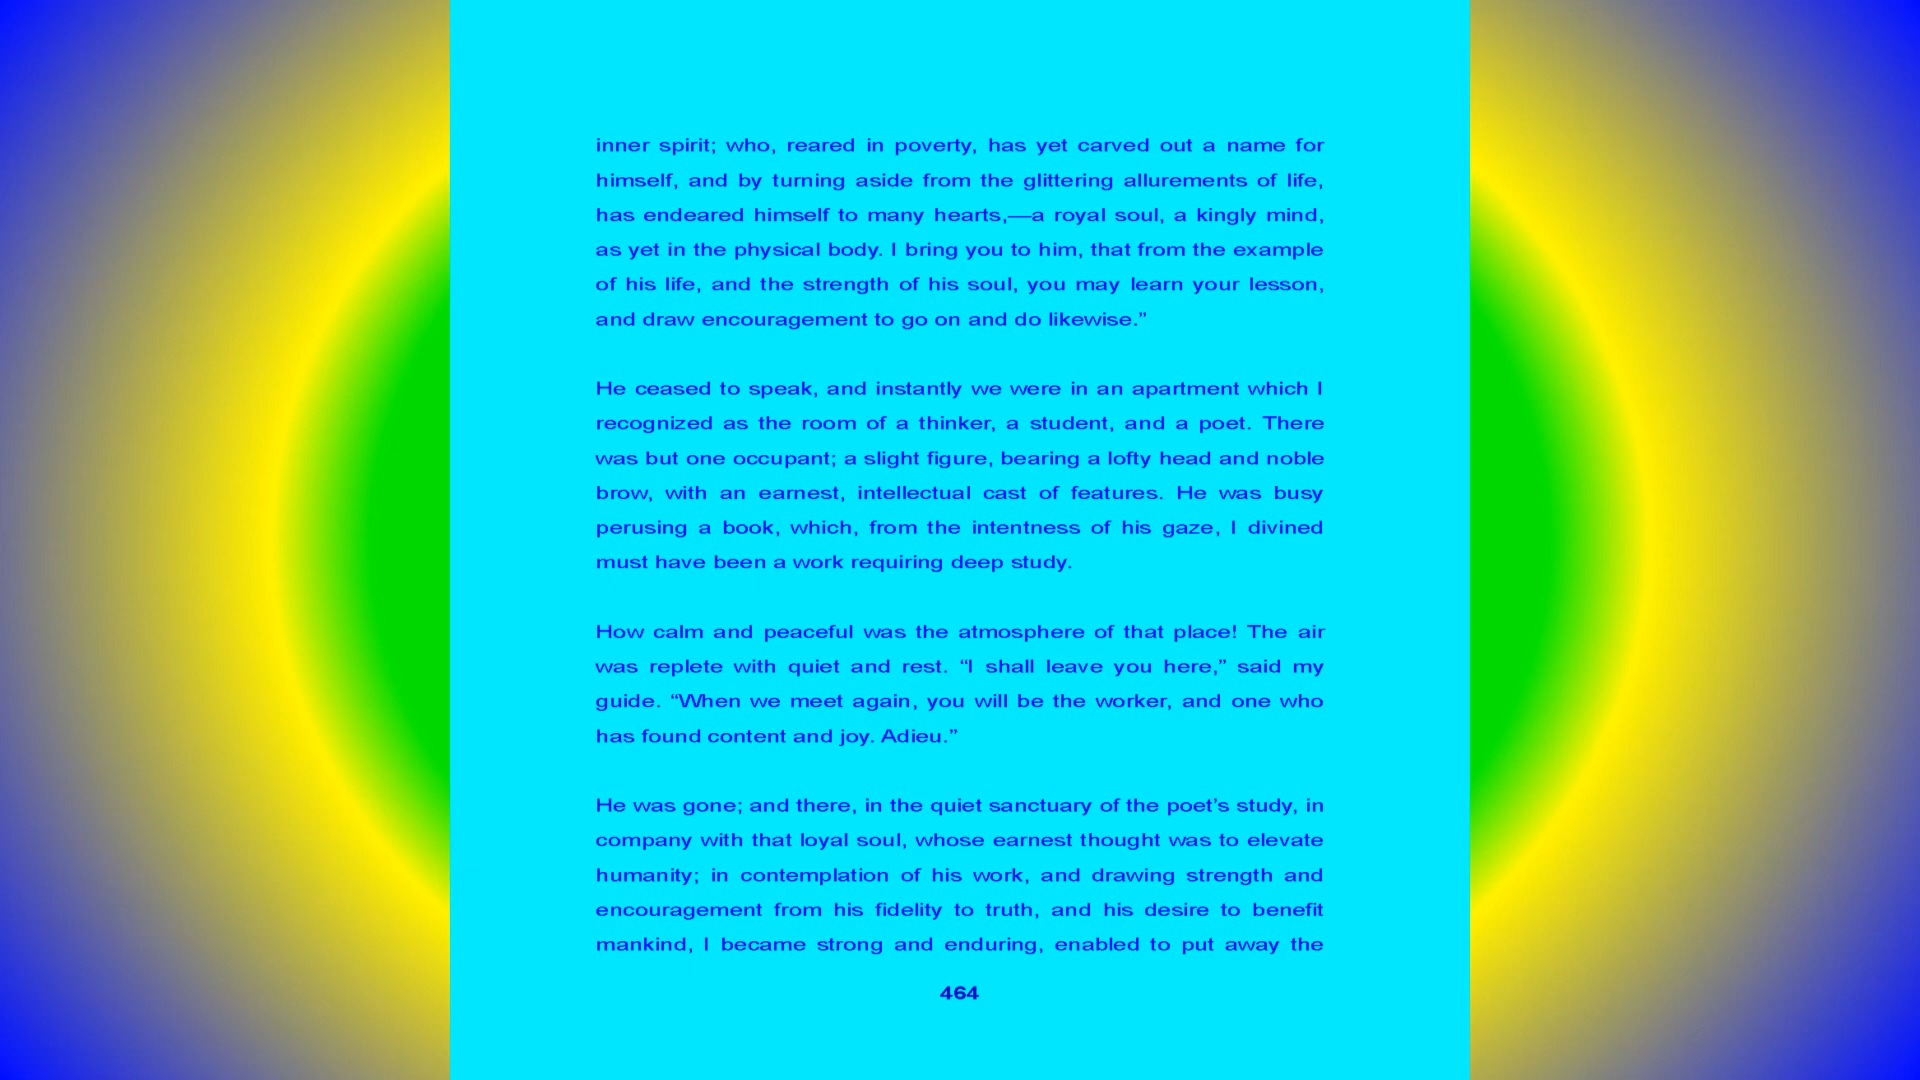 inner spirit; who, reared in poverty, has yet carved out a name for
himself, and by turning aside from the glittering allurements of life,
has endeared himself to many hearts,—a royal soul, a kingly mind,
as yet in the physical body. I bring you to him, that from the example
of his life, and the strength of his soul, you may learn your lesson,
and draw encouragement to go on and do likewise.”
He ceased to speak, and instantly we were in an apartment which I
recognized as the room of a thinker, a student, and a poet. There
was but one occupant; a slight figure, bearing a lofty head and noble
brow, with an earnest, intellectual cast of features. He was busy
perusing a book, which, from the intentness of his gaze, I divined
must have been a work requiring deep study.
How calm and peaceful was the atmosphere of that place! The air
was replete with quiet and rest. “I shall leave you here,” said my
guide. “When we meet again, you will be the worker, and one who
has found content and joy. Adieu.”
He was gone; and there, in the quiet sanctuary of the poet’s study, in
company with that loyal soul, whose earnest thought was to elevate
humanity; in contemplation of his work, and drawing strength and
encouragement from his fidelity to truth, and his desire to benefit
mankind, I became strong and enduring, enabled to put away the
464